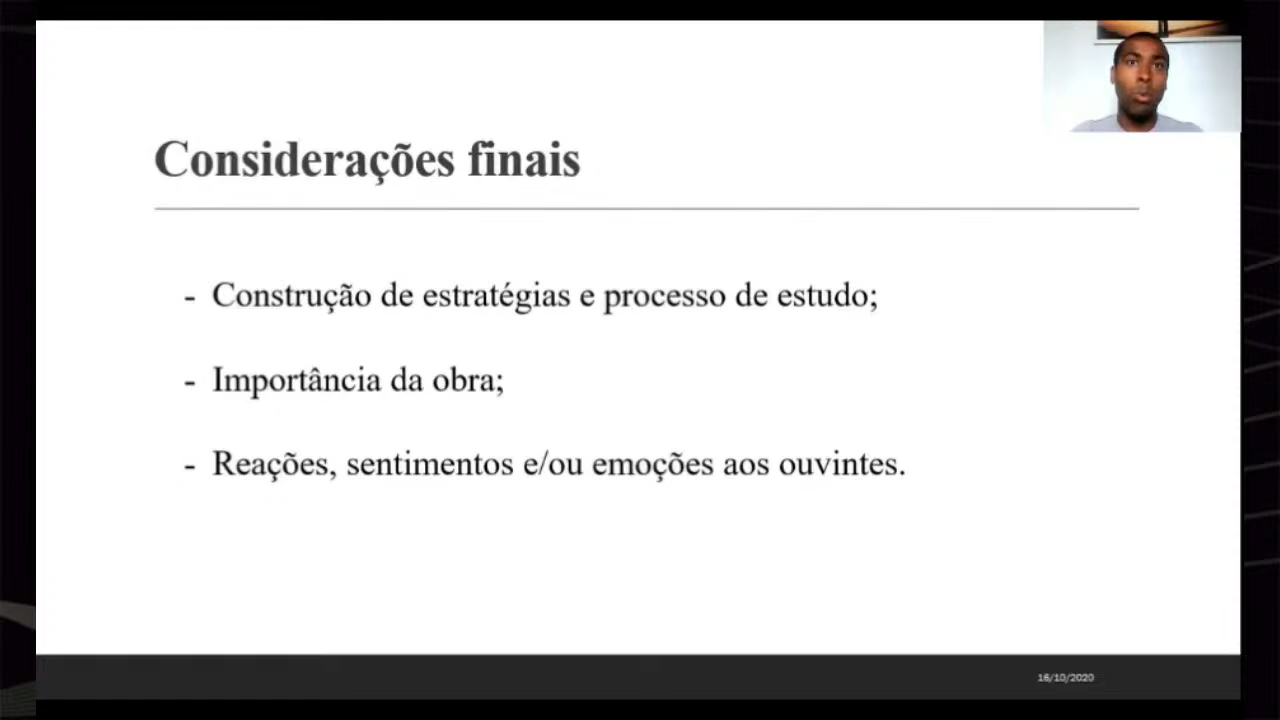 Considerações finais
- Construção de estratégias e processo de estudo;
- Importância da obra;
- Reações, sentimentos e/ou emoções aos ouvintes.
16/10/2020